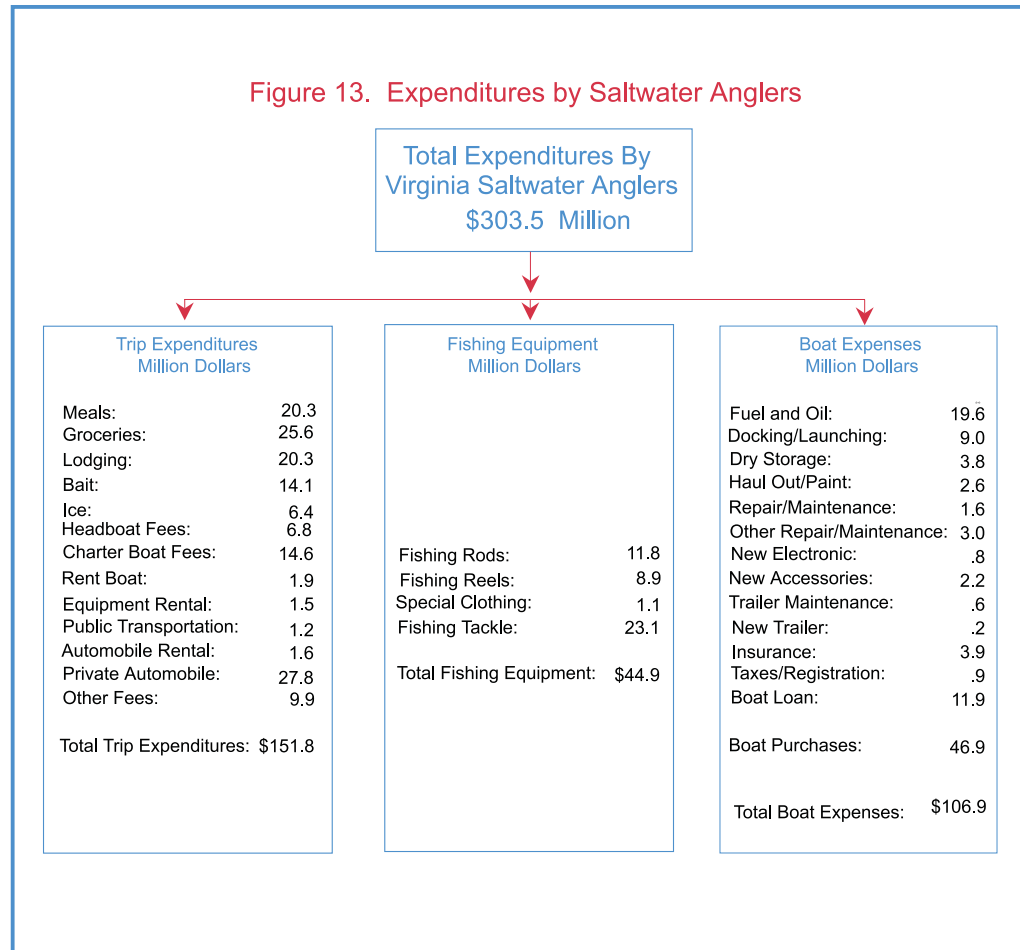 Figure 13. Expenditures by Saltwater Anglers
Total Expenditures By
Virginia Saltwater Anglers
$303.5 Million
Trip Expenditures
Million Dollars
Meals: 20.3
Groceries: 25.6
Lodging: 20.3
Bait: 14.1
Ice: 6.4
Headboat Fees: 6.8
Charter Boat Fees: 14.6
Rent Boat: 1.9
Equipment Rental: 1.5
Public Transportation: 1.2
Automobile Rental: 1.6
Private Automobile: 27.8
Other Fees: 9.9
Total Trip Expenditures: $151.8
Fishing Equipment
Million Dollars
Fishing Rods: 11.8
Fishing Reels: 8.9
Special Clothing: 1.1
Fishing Tackle: 23.1
Total Fishing Equipment: $44.9
Boat Expenses
Million Dollars
Fuel and Oil: 19.6
Docking/Launching: 9.0
Dry Storage: 3.8
Haul Out/Paint: 2.6
Repair/Maintenance: 1.6
Other Repair/Maintenance: 3.0
New Electronic: .8
New Accessories: 2.2
Trailer Maintenance: .6
New Trailer: .2
Insurance: 3.9
Taxes/Registration: .9
Boat Loan: 11.9
Boat Purchases: 46.9
Total Boat Expenses: $106.9